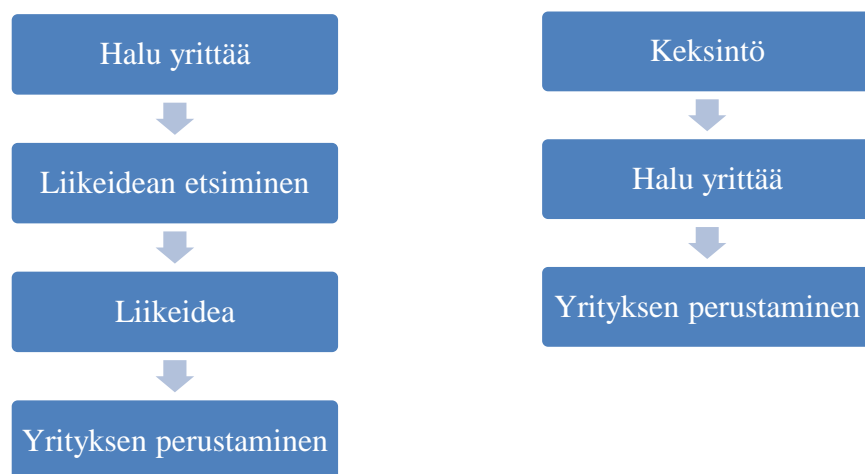 Halu yrittää
Liikeidean etsiminen
Liikeidea
Yrityksen perustaminen
Keksintö
Halu yrittää
Yrityksen perustaminen